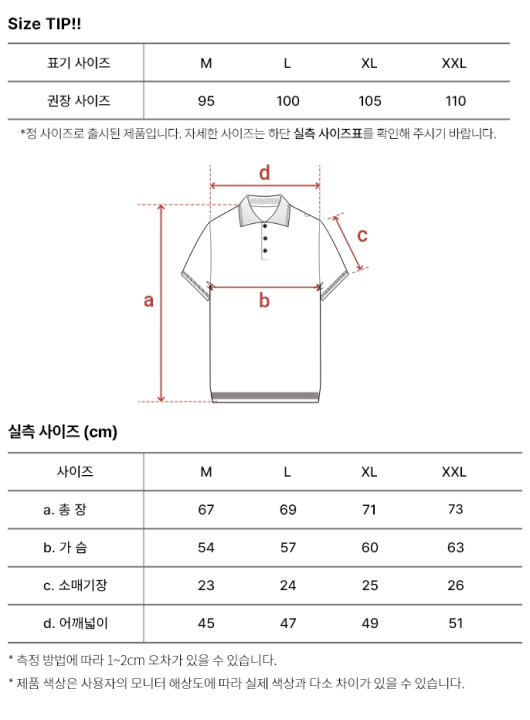 Size TIP!!
표기 사이즈 M L XL XXL
권장 사이즈 95 100 105 110
*정 사이즈로 출시된 제품입니다. 자세한 사이즈는 하단 실측 사이즈표를 확인해 주시기 바랍니다.
d
c
a
b
실측 사이즈 (cm)
사이즈 M L XL XXL
a. 총 장 67 69 71 73
b. 가 슴 54 57 60 63
c. 소매기장 23 24 25 26
d. 어깨넓이 45 47 49 51
* 측정 방법에 따라 1~2cm 오차가 있을 수 있습니다.
* 제품 색상은 사용자의 모니터 해상도에 따라 실제 색상과 다소 차이가 있을 수 있습니다.